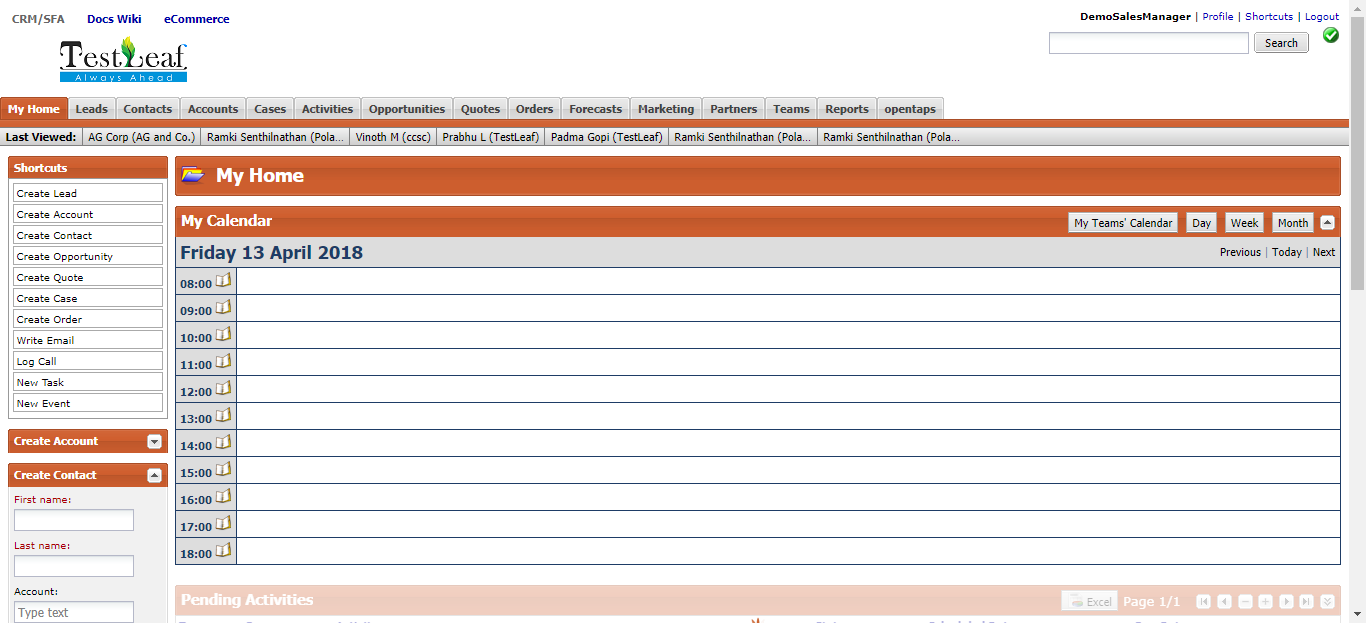 CRM/SFA Docs Wiki eCommerce
DemoSalesManager | Profile | Shortcuts | Logout
TestLeaf
Always Ahead
Search
My Home Leads Contacts Accounts Cases Activities Opportunities Quotes Orders Forecasts Marketing Partners Teams Reports opentaps
Last Viewed: AG Corp (AG and Co.) Ramki Senthilnathan (Pola... Vinoth M (ccsc) Prabhu L (TestLeaf) Padma Gopi (TestLeaf) Ramki Senthilnathan (Pola... Ramki Senthilnathan (Pola...
Shortcuts
Create Lead
Create Account
Create Contact
Create Opportunity
Create Quote
Create Case
Create Order
Write Email
Log Call
New Task
New Event
Create Account
Create Contact
First name:
Last name:
Account:
Type text
My Home
My Calendar
My Teams' Calendar Day Week Month
Friday 13 April 2018
Previous | Today | Next
08:00
09:00
10:00
11:00
12:00
13:00
14:00
15:00
16:00
17:00
18:00
Pending Activities
Excel Page 1/1